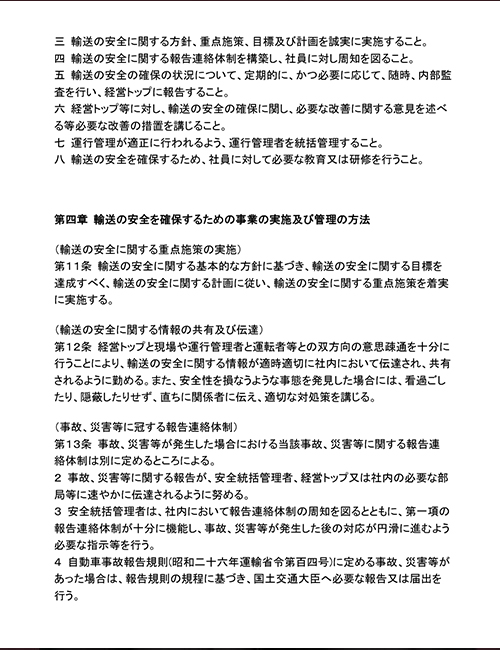 三 輸送の安全に関する方針、重点施策、目標及び計画を誠実に実施すること。
四 輸送の安全に関する報告連絡体制を構築し、社員に対し周知を図ること。
五 輸送の安全の確保の状況について、定期的に、かつ必要に応じて、随時、内部監
査を行い、経営トップに報告すること。
六 経営トップ等に対し、輸送の安全の確保に関し、必要な改善に関する意見を述べ
る等必要な改善の措置を講じること。
七 運行管理が適正に行われるよう、運行管理者を統括管理すること。
八 輸送の安全を確保するため、社員に対して必要な教育又は研修を行うこと。
第四章 輸送の安全を確保するための事業の実施及び管理の方法
(輸送の安全に関する重点施策の実施)
第11条 輸送の安全に関する基本的な方針に基づき、輸送の安全に関する目標を
達成すべく、輸送の安全に関する計画に従い、輸送の安全に関する重点施策を着実
に実施する。
(輸送の安全に関する情報の共有及び伝達)
第12条 経営トップと現場や運行管理者と運転者等との双方向の意思疎通を十分に
行うことにより、輸送の安全に関する情報が適時適切に社内において伝達され、共有
されるように勤める。また、安全性を損なうような事態を発見した場合には、看過ごし
たり、隠蔽したりせず、直ちに関係者に伝え、適切な対処策を講じる。
(事故、災害等に冠する報告連絡体制)
第13条 事故、災害等が発生した場合における当該事故、災害等に関する報告連
絡体制は別に定めるところによる。
2 事故、災害等に関する報告が、安全統括管理者、経営トップ又は社内の必要な部
局等に速やかに伝達されるように努める。
3 安全統括管理者は、社内において報告連絡体制の周知を図るとともに、第一項の
報告連絡体制が十分に機能し、事故、災害等が発生した後の対応が円滑に進むよう
必要な指示等を行う。
4 自動車事故報告規則(昭和二十六年運輸省令第百四号)に定める事故、災害等が
あった場合は、報告規則の規程に基づき、国土交通大臣へ必要な報告又は届出を
行う。